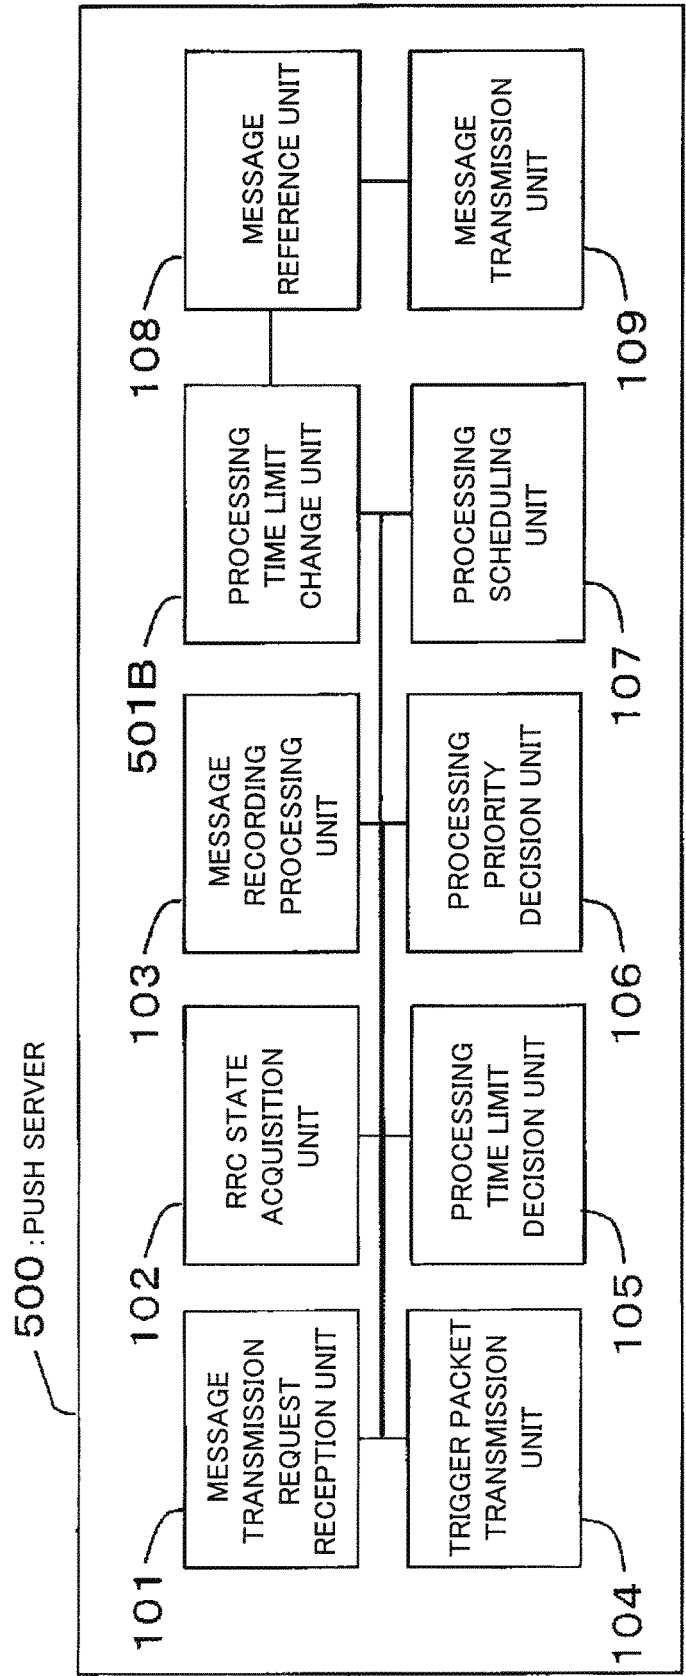 500 : PUSH SERVER
101
MESSAGE
TRANSMISSION
REQUEST
RECEPTION UNIT
102
RRC STATE
ACQUISITION
UNIT
103
MESSAGE
RECORDING
PROCESSING
UNIT
501B
PROCESSING
TIME LIMIT
CHANGE UNIT
108
MESSAGE
REFERENCE UNIT
104
TRIGGER PACKET
TRANSMISSION
UNIT
105
PROCESSING
TIME LIMIT
DECISION UNIT
106
PROCESSING
PRIORITY
DECISION UNIT
107
PROCESSING
SCHEDULING
UNIT
109
MESSAGE
TRANSMISSION
UNIT